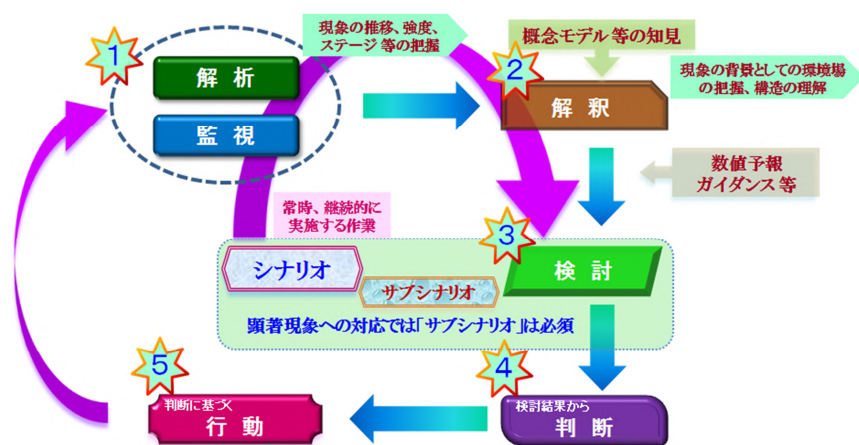 1
解 析
監 視
現象の推移、強度、
ステージ等の把握
2
概念モデル等の知見
解 釈
現象の背景としての環境場
の把握、構造の理解
数値予報
ガイダンス等
常時、継続的に
実施する作業
3
シナリオ
サブシナリオ
検 討
顕著現象への対応では「サブシナリオ」は必須
4
検討結果から
判 断
5
判断に基づく
行 動